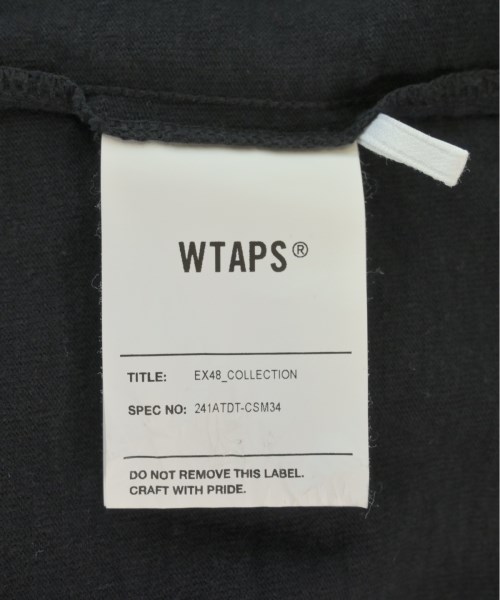 WTAPS®
TITLE: EX48_COLLECTION
SPEC NO: 241ATDT-CSM34
DO NOT REMOVE THIS LABEL.
CRAFT WITH PRIDE.